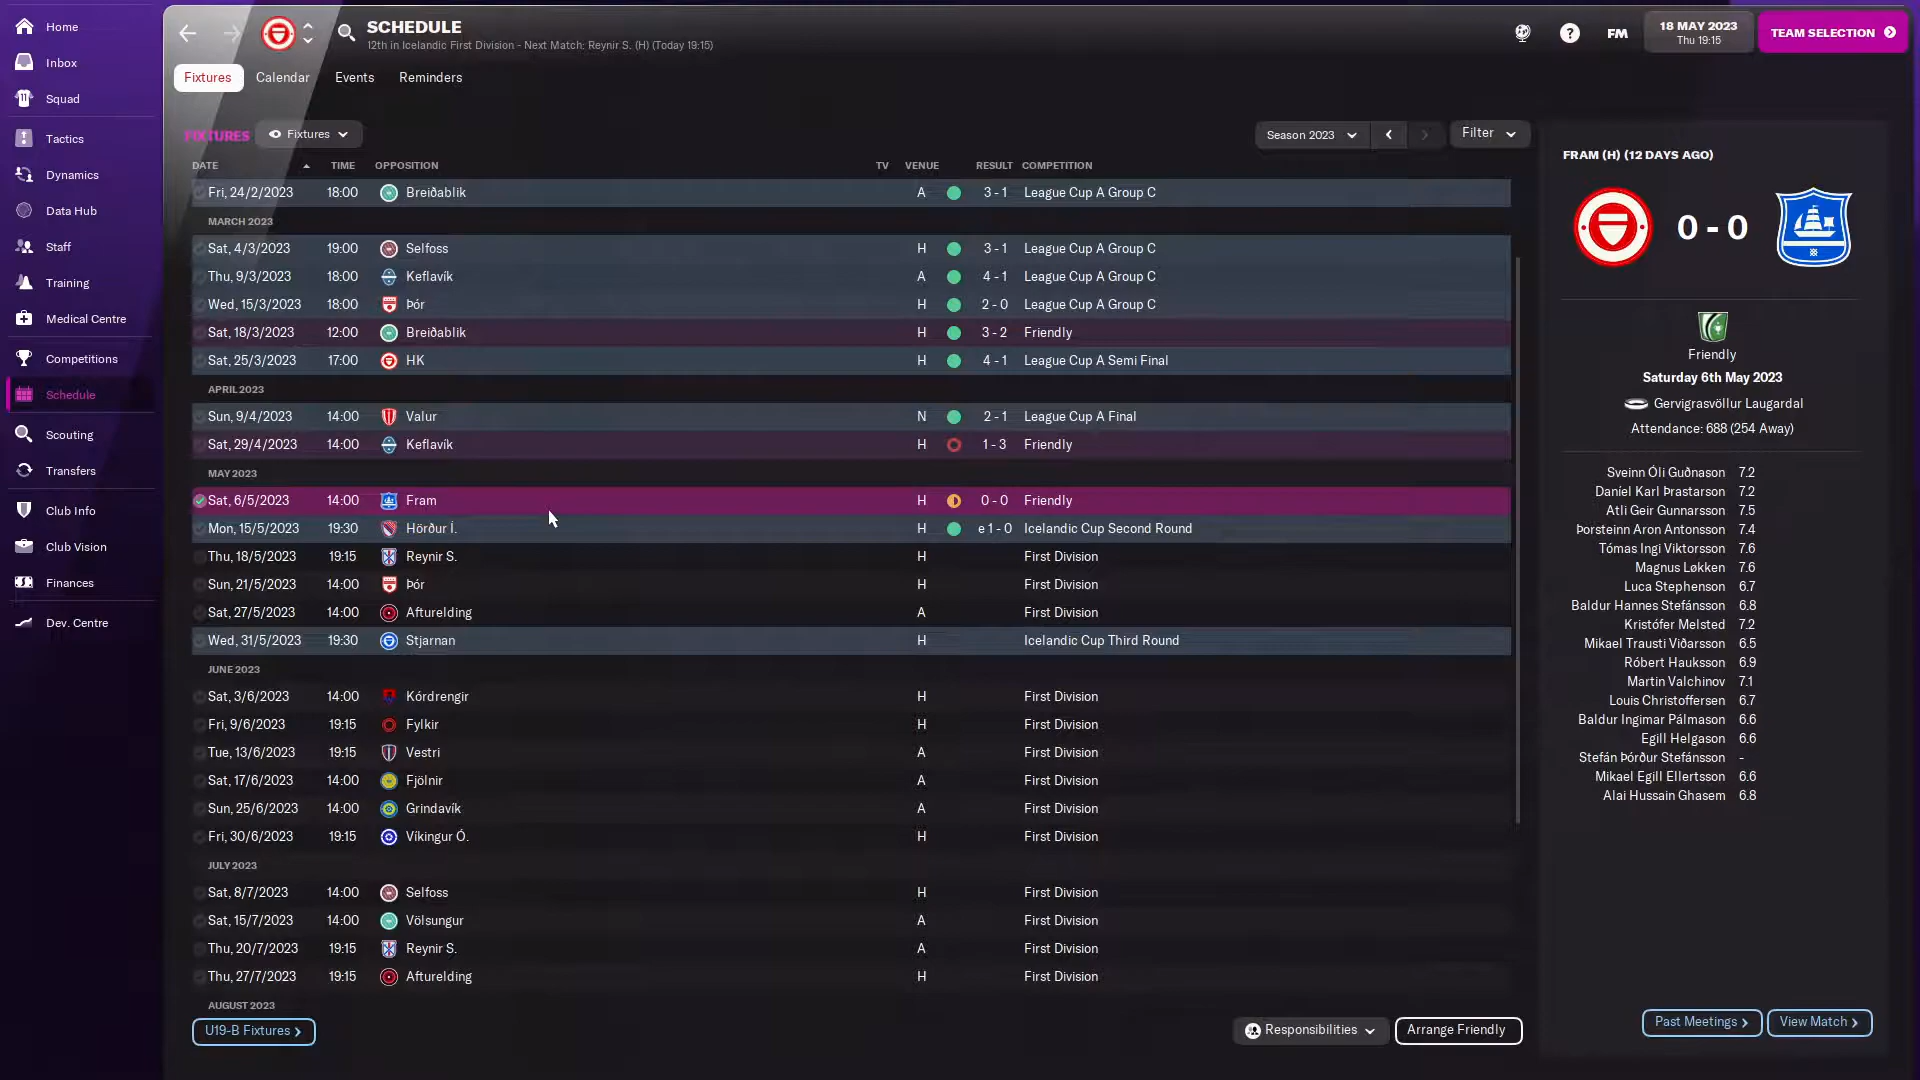 Home
Inbox
Squad
Tactics
Dynamics
Data Hub
Staff
Training
Medical Centre
Competitions
Schedule
Scouting
Transfers
Club Info
Club Vision
Finances
Dev. Centre
SCHEDULE
12th in Icelandic First Division - Next Match: Reynir S. (H) (Today 19:15)
FM
18 MAY 2023
Thu 19:15
TEAM SELECTION
Fixtures Calendar Events Reminders
FIXTURES Fixtures Season 2023 Filter
DATE TIME OPPOSITION TV VENUE RESULT COMPETITION
Fri, 24/2/2023 18:00 Breiðablik A 3 - 1 League Cup A Group C
MARCH 2023
Sat, 4/3/2023 19:00 Selfoss H 3 - 1 League Cup A Group C
Thu, 9/3/2023 18:00 Keflavík A 4 - 1 League Cup A Group C
Wed, 15/3/2023 18:00 Þór H 2 - 0 League Cup A Group C
Sat, 18/3/2023 12:00 Breiðablik H 3 - 2 Friendly
Sat, 25/3/2023 17:00 HK H 4 - 1 League Cup A Semi Final
APRIL 2023
Sun, 9/4/2023 14:00 Valur N 2 - 1 League Cup A Final
Sat, 29/4/2023 14:00 Keflavík H 1 - 3 Friendly
MAY 2023
Sat, 6/5/2023 14:00 Fram H 0 - 0 Friendly
Mon, 15/5/2023 19:30 Hörður Í. H e 1 - 0 Icelandic Cup Second Round
Thu, 18/5/2023 19:15 Reynir S. H First Division
Sun, 21/5/2023 14:00 Þór H First Division
Sat, 27/5/2023 14:00 Afturelding A First Division
Wed, 31/5/2023 19:30 Stjarnan H Icelandic Cup Third Round
JUNE 2023
Sat, 3/6/2023 14:00 Kórdrengir H First Division
Fri, 9/6/2023 19:15 Fylkir H First Division
Tue, 13/6/2023 19:15 Vestri A First Division
Sat, 17/6/2023 14:00 Fjölnir A First Division
Sun, 25/6/2023 14:00 Grindavík A First Division
Fri, 30/6/2023 19:15 Víkingur Ó. H First Division
JULY 2023
Sat, 8/7/2023 14:00 Selfoss H First Division
Sat, 15/7/2023 14:00 Völsungur A First Division
Thu, 20/7/2023 19:15 Reynir S. A First Division
Thu, 27/7/2023 19:15 Afturelding H First Division
AUGUST 2023
U19-B Fixtures Responsibilities Arrange Friendly
FRAM (H) (12 DAYS AGO)
0 - 0
Friendly
Saturday 6th May 2023
Gervigrasvöllur Laugardal
Attendance: 688 (254 Away)
Sveinn Óli Guðnason 7.2
Daníel Karl Þrastarson 7.2
Atli Geir Gunnarsson 7.5
Þorsteinn Aron Antonsson 7.4
Tómas Ingi Viktorsson 7.6
Magnus Løkken 7.6
Luca Stephenson 6.7
Baldur Hannes Stefánsson 6.8
Kristófer Melsted 7.2
Mikael Trausti Viðarsson 6.5
Róbert Hauksson 6.9
Martin Valchinov 7.1
Louis Christoffersen 6.7
Baldur Ingimar Pálmason 6.6
Egill Helgason 6.6
Stefán Þórður Stefánsson -
Mikael Egill Ellertsson 6.6
Alai Hussain Ghasem 6.8
Past Meetings View Match